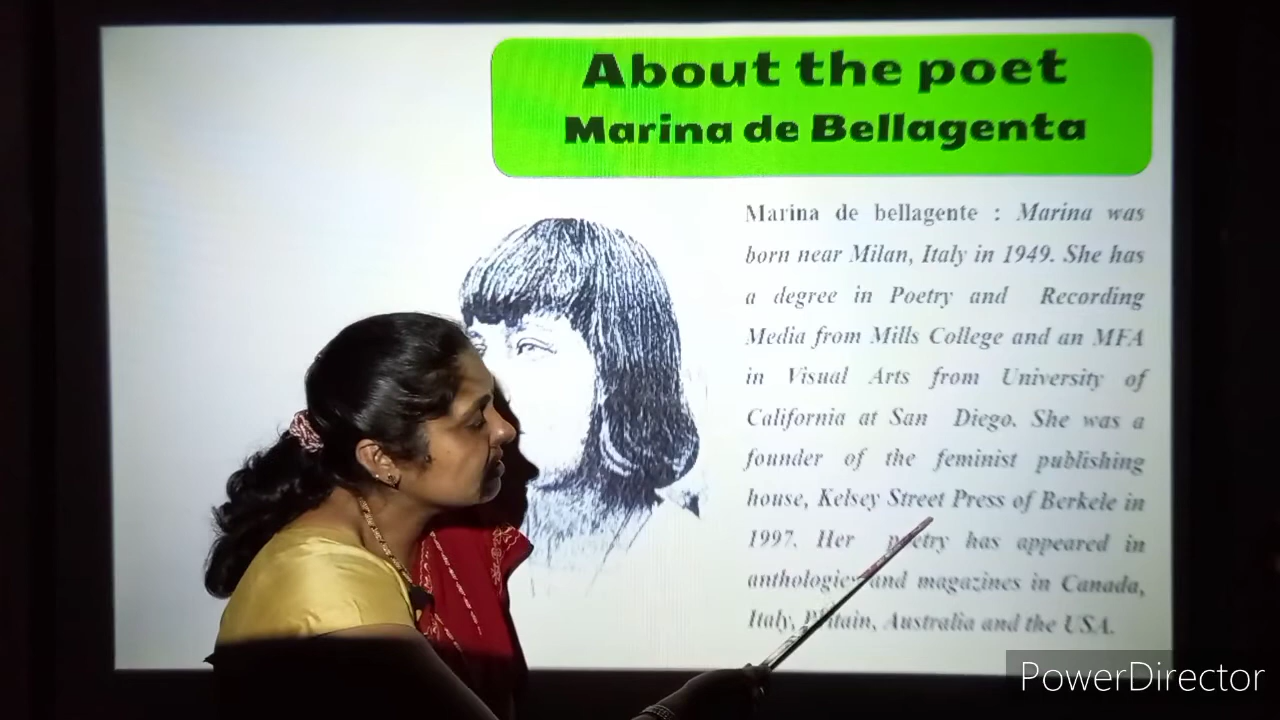 About the poet
Marina de Bellagenta
Marina de bellagente : Marina was
born near Milan, Italy in 1949. She has
a degree in Poetry and Recording
Media from Mills College and an MFA
in Visual Arts from University of
California at San Diego. She was a
founder of the feminist publishing
house, Kelsey Street Press of Berkele in
1997. Her poetry has appeared in
anthologies and magazines in Canada,
Italy, Britain, Australia and the USA.
PowerDirector